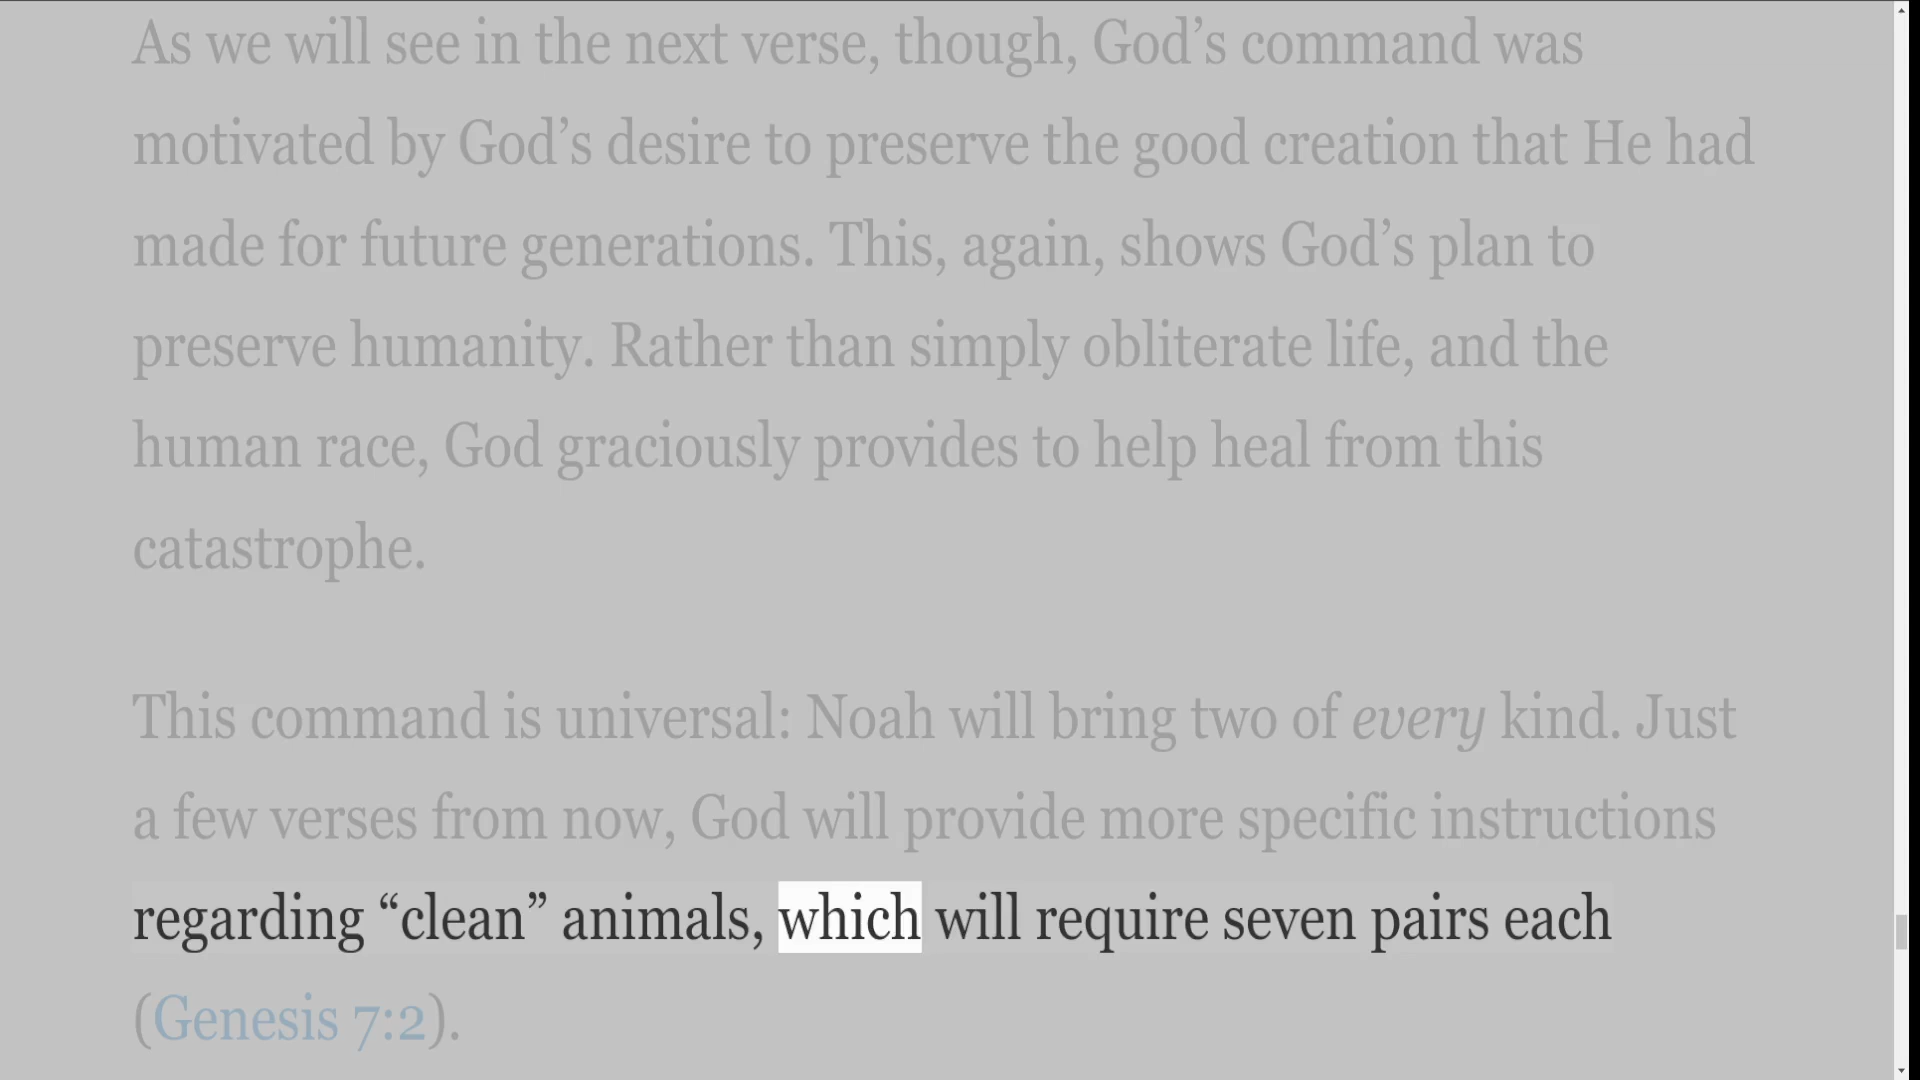 As we will see in the next verse, though, God’s command was
motivated by God’s desire to preserve the good creation that He had
made for future generations. This, again, shows God’s plan to
preserve humanity. Rather than simply obliterate life, and the
human race, God graciously provides to help heal from this
catastrophe.
This command is universal: Noah will bring two of every kind. Just
a few verses from now, God will provide more specific instructions
regarding “clean” animals, which will require seven pairs each
(Genesis 7:2).